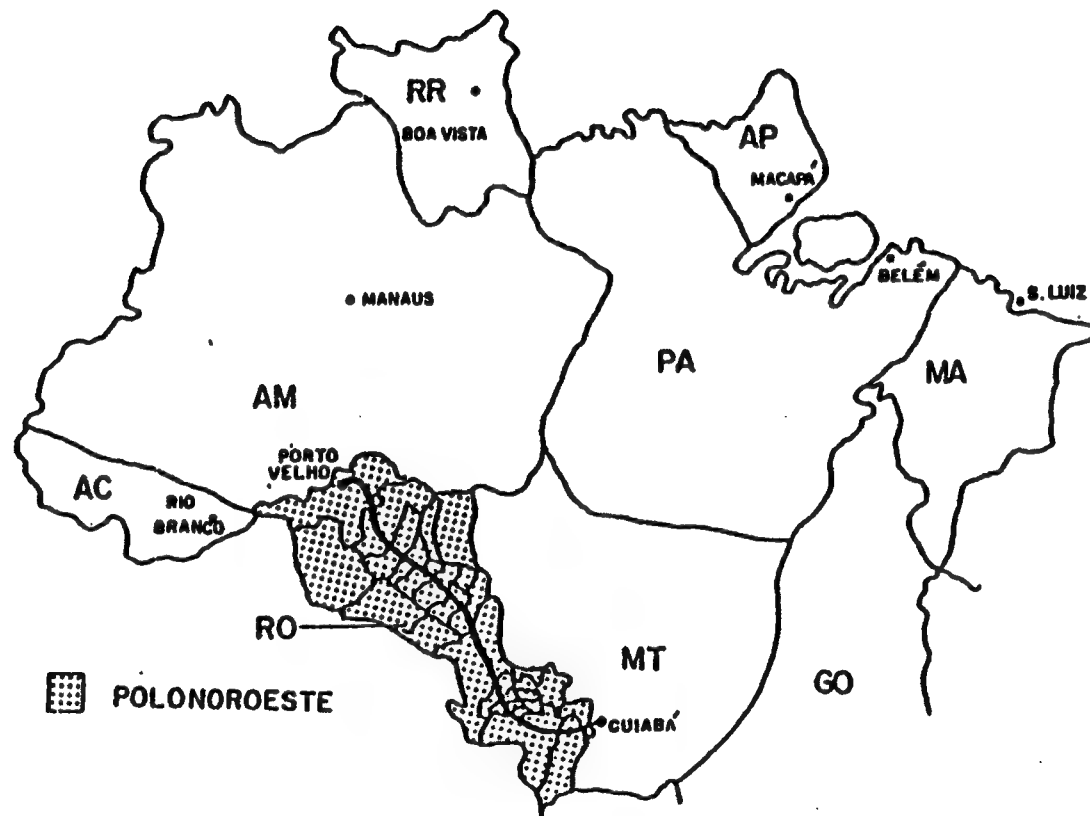 RR
BOA VISTA
AP
MACAPÁ
BELÉM
S. LUIZ
MANAUS
PA
MA
AM
PORTO
VELHO
AC
RIO
BRANCO
RO
MT
GO
POLONOROESTE
CUIABÁ